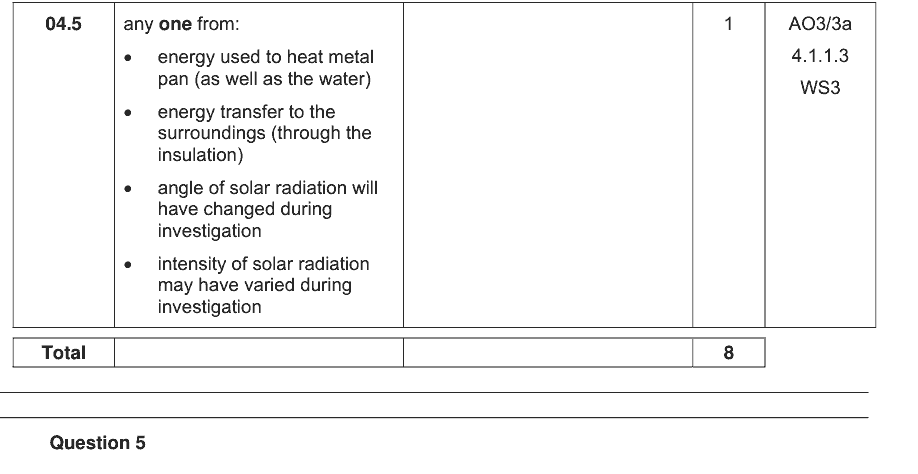 04.5 any one from: 1 AO3/3a
• energy used to heat metal 4.1.1.3
pan (as well as the water) WS3
• energy transfer to the
surroundings (through the
insulation)
• angle of solar radiation will
have changed during
investigation
• intensity of solar radiation
may have varied during
investigation
Total 8
Question 5